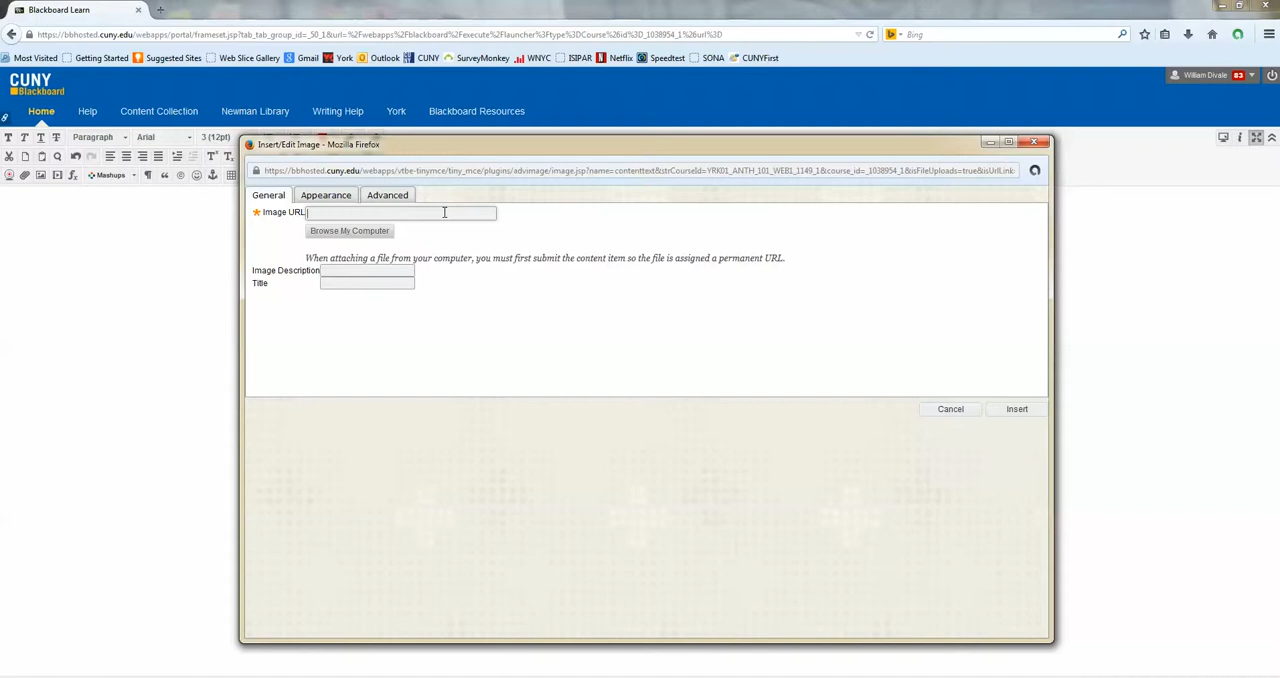 Blackboard Learn
https://bbhosted.cuny.edu/webapps/portal/frameset.jsp?tab_tab_group_id=_50_1&url=%2Fwebapps%2Fblackboard%2Fexecute%2Flauncher%3Ftype%3DCourse%26id%3D_1038954_1%26url%3D
Bing
Most Visited Getting Started Suggested Sites Web Slice Gallery Gmail York Outlook CUNY SurveyMonkey WNYC ISIPAR Netflix Speedtest SONA CUNYFirst
CUNY
Blackboard
William Divale 83
Home Help Content Collection Newman Library Writing Help York Blackboard Resources
T T T T Paragraph Arial 3 (12pt)
Insert/Edit Image - Mozilla Firefox
Mashups
https://bbhosted.cuny.edu/webapps/vtbe-tinymce/tiny_mce/plugins/advimage/image.jsp?name=contenttext&strCourseId=YRK01_ANTH_101_WEB1_1149_1&course_id=_1038954_1&isFileUploads=true&isUrlLink
General Appearance Advanced
Image URL
Browse My Computer
When attaching a file from your computer, you must first submit the content item so the file is assigned a permanent URL.
Image Description
Title
Cancel Insert